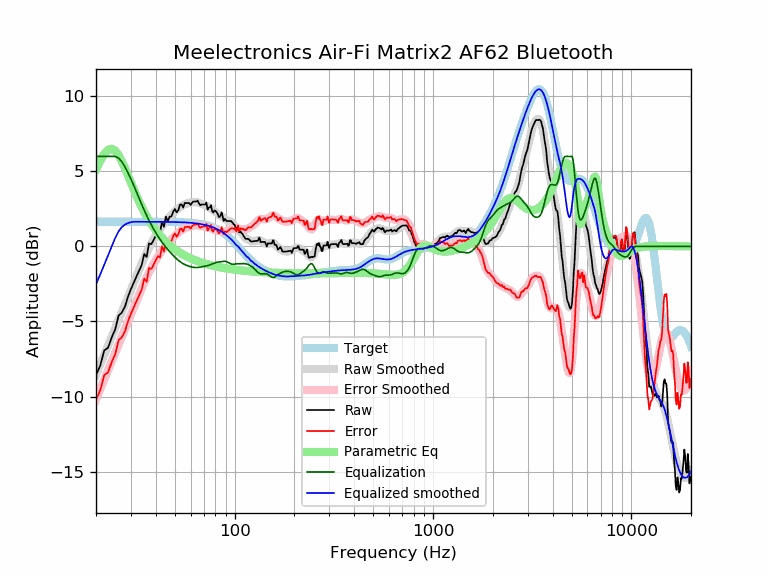 Meelectronics Air-Fi Matrix2 AF62 Bluetooth
Amplitude (dBr)
10
5
0
−5
−10
−15
Target
Raw Smoothed
Error Smoothed
Raw
Error
Parametric Eq
Equalization
Equalized smoothed
100
1000
10000
Frequency (Hz)